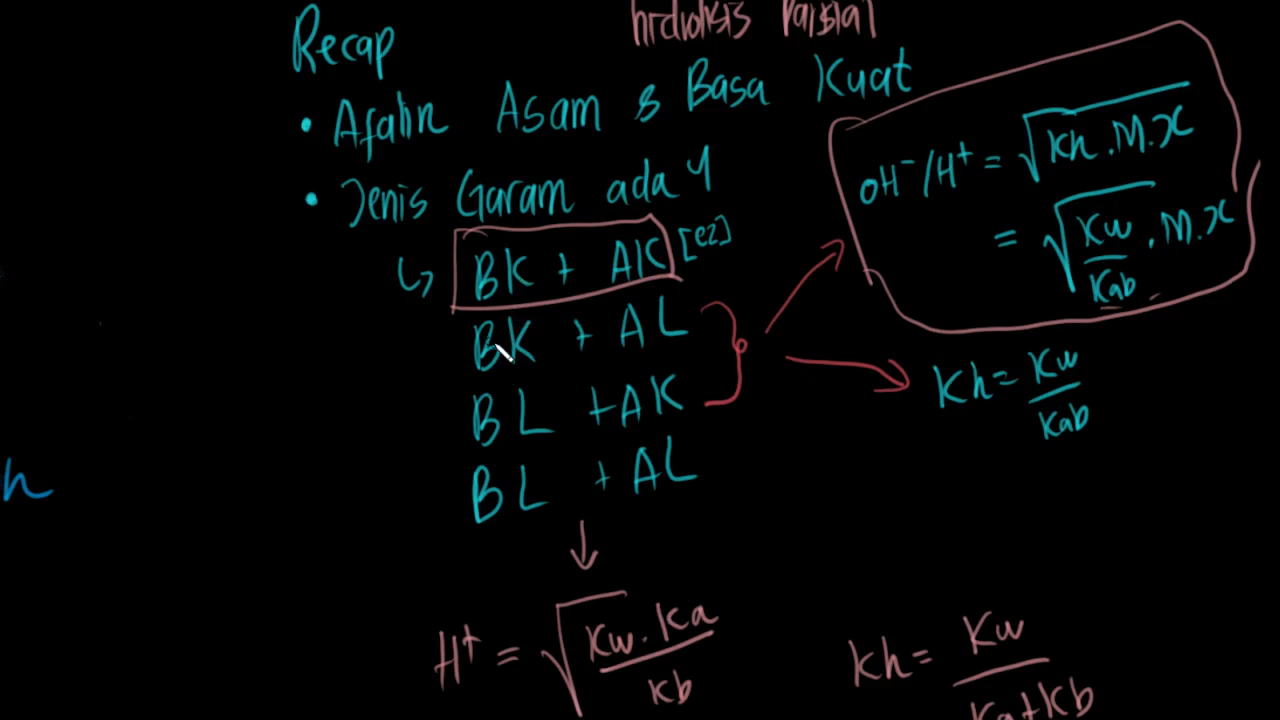 Hidrolisis Parsial
Recap
• Afalin Asam & Basa Kuat
• Jenis Garam ada 4
↳ BK + AK [ez]
BK + AL
BL + AK
BL + AL
OH⁻/H⁺ = √Kh . M . x
= √Kw/Kab . M . x
Kh = Kw/Kab
h
H⁺ = √Kw . Ka/Kb
Kh = Kw/Ka+Kb